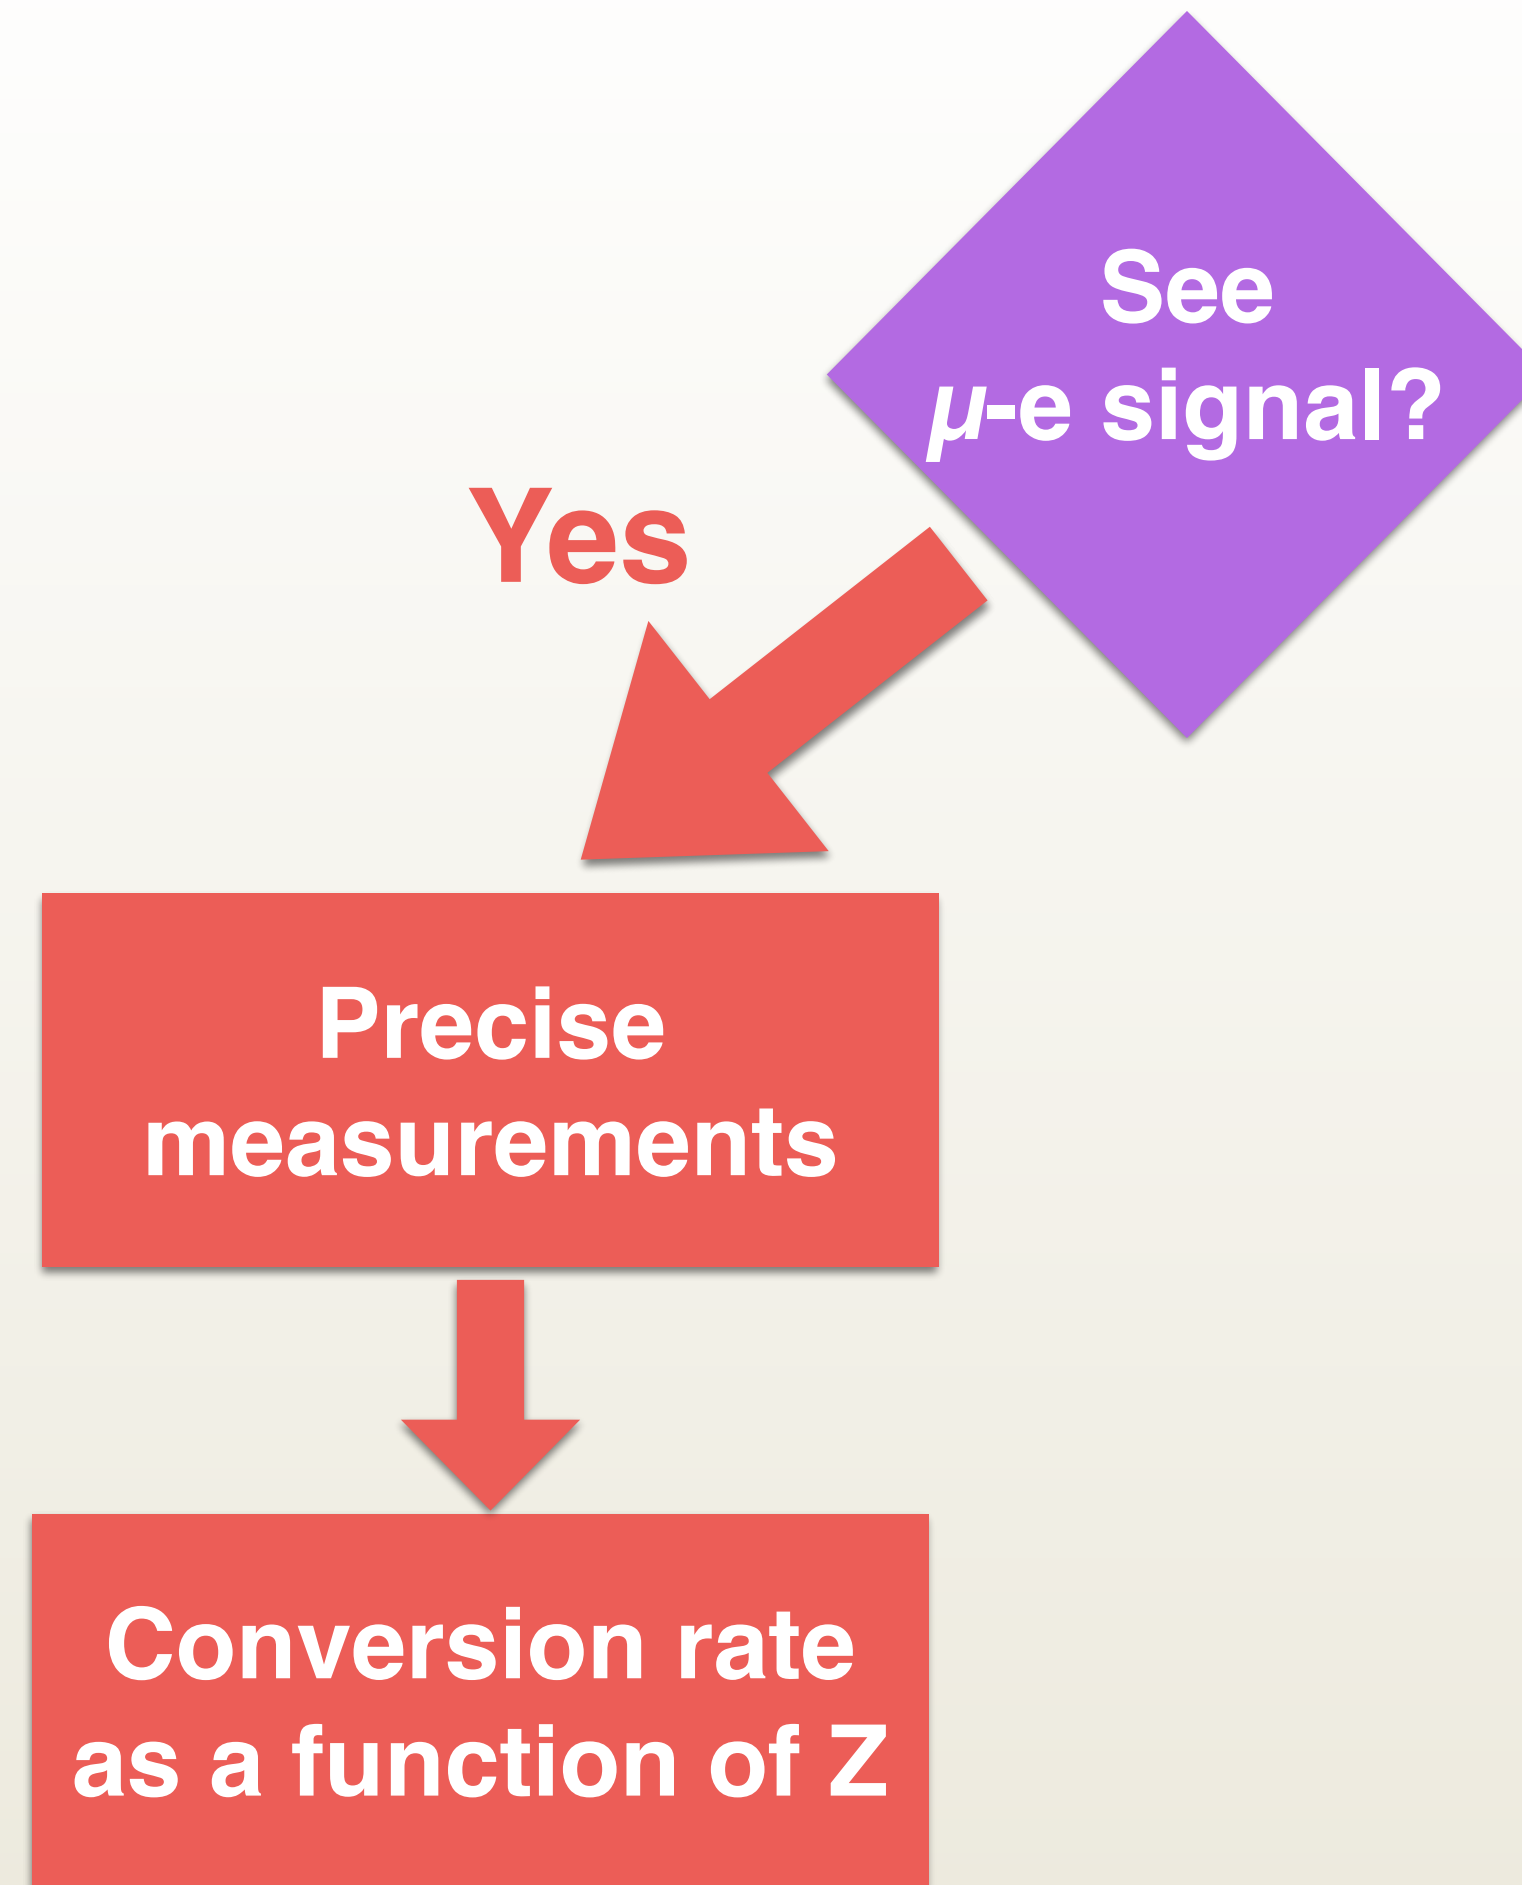 See
μ-e signal?
Yes
Precise
measurements
Conversion rate
as a function of Z